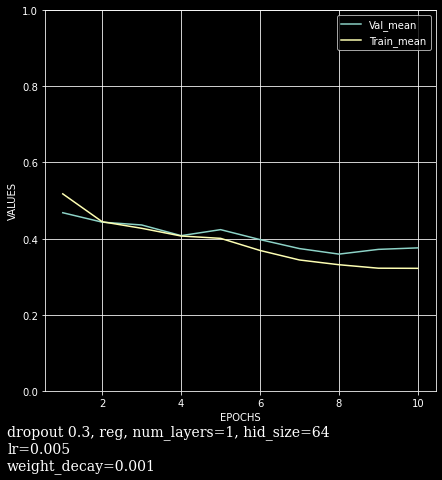 1.0
Val_mean
Train_mean
0.8
0.6
VALUES
0.4
0.2
0.0
2 4 6 8 10
EPOCHS
dropout 0.3, reg, num_layers=1, hid_size=64
lr=0.005
weight_decay=0.001